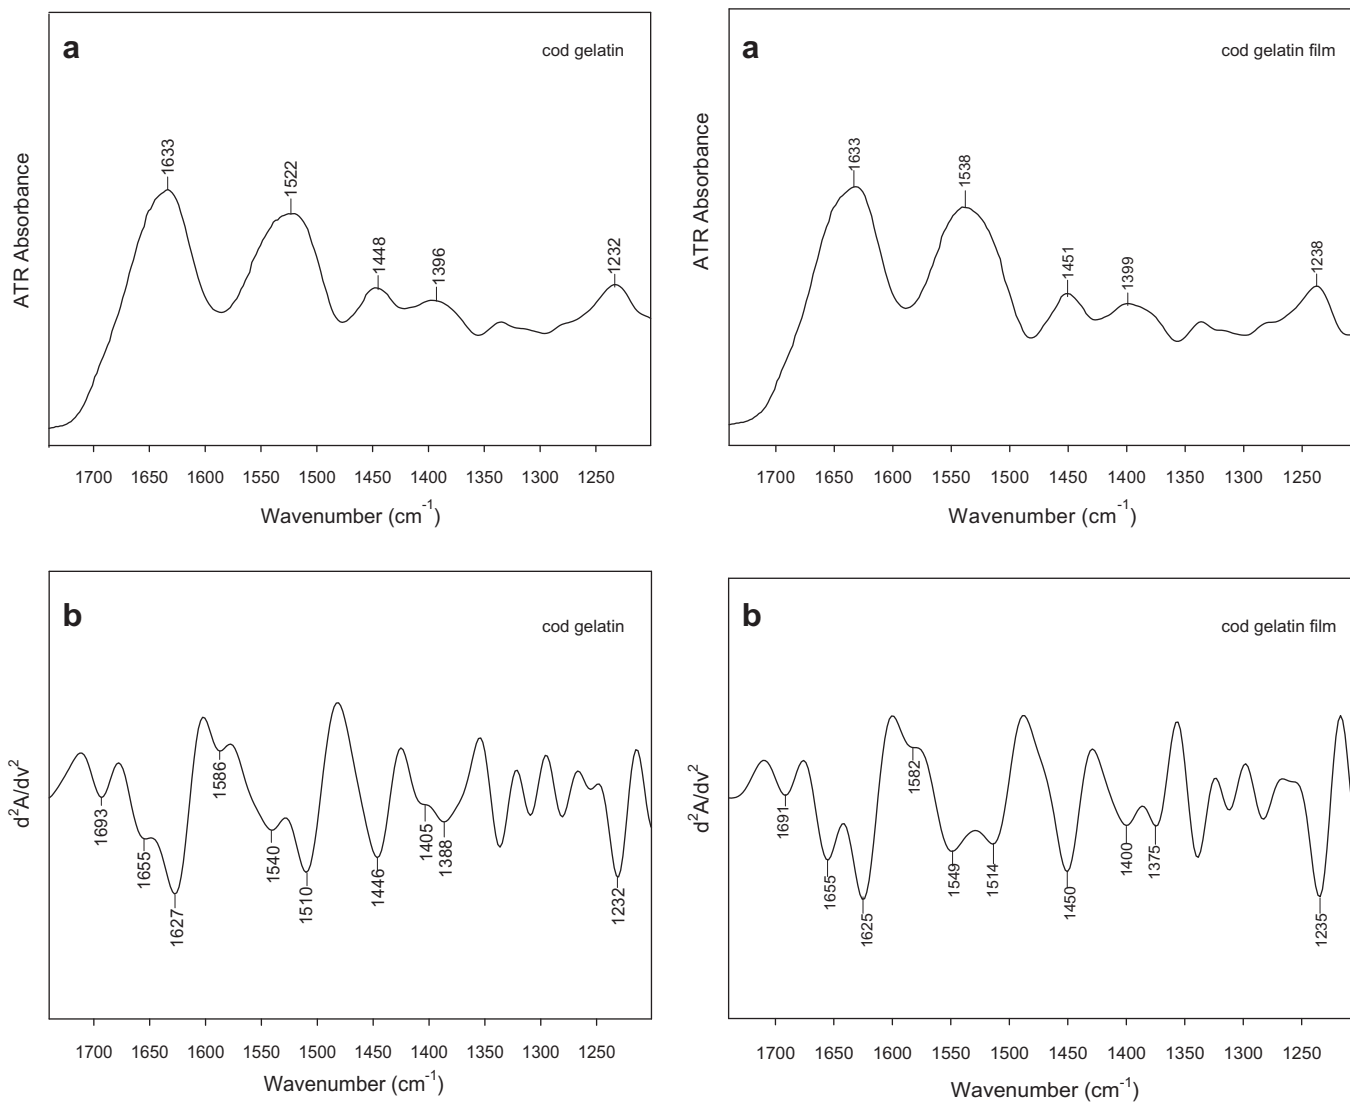 a
cod gelatin
1633
1522
1448
1396
1232
ATR Absorbance
1700 1650 1600 1550 1500 1450 1400 1350 1300 1250
Wavenumber (cm-1)
a
cod gelatin film
1633
1538
1451
1399
1238
ATR Absorbance
1700 1650 1600 1550 1500 1450 1400 1350 1300 1250
Wavenumber (cm-1)
b
cod gelatin
1693
1655
1627
1586
1540
1510
1446
1405
1388
1232
d2A/dv2
1700 1650 1600 1550 1500 1450 1400 1350 1300 1250
Wavenumber (cm-1)
b
cod gelatin film
1691
1655
1625
1582
1549
1514
1450
1400
1375
1235
d2A/dv2
1700 1650 1600 1550 1500 1450 1400 1350 1300 1250
Wavenumber (cm-1)